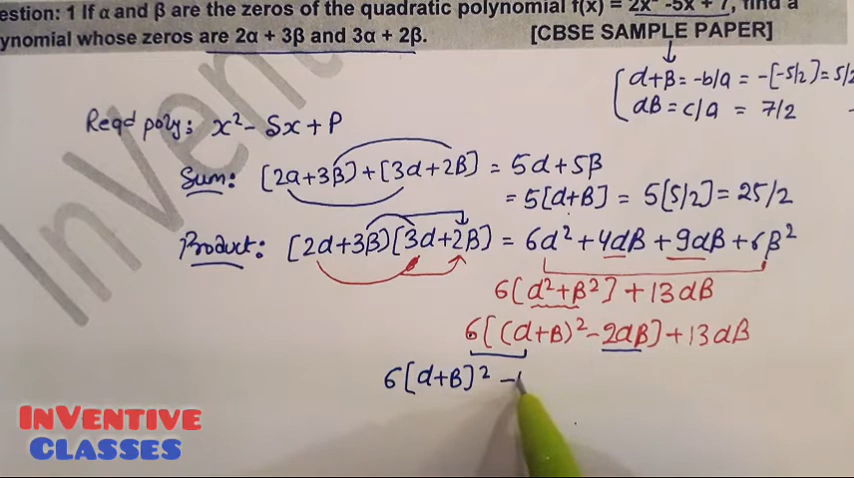 estion: 1 If α and β are the zeros of the quadratic polynomial f(x) = 2x² -5x + 7, find a
ynomial whose zeros are 2α + 3β and 3α + 2β. [CBSE SAMPLE PAPER]
α+β = -b/a = -[-5/2] = 5/2
αβ = c/a = 7/2
Reqd poly: x² - Sx + P
Sum: [2α+3β]+[3α+2β] = 5α+5β
= 5[α+β] = 5[5/2] = 25/2
Product: [2α+3β)[3α+2β] = 6α²+4αβ+9αβ+6β²
6[α²+β²]+13αβ
6[(α+β)²-2αβ]+13αβ
6[α+β]² -
InVentive
INVENTIVE
CLASSES